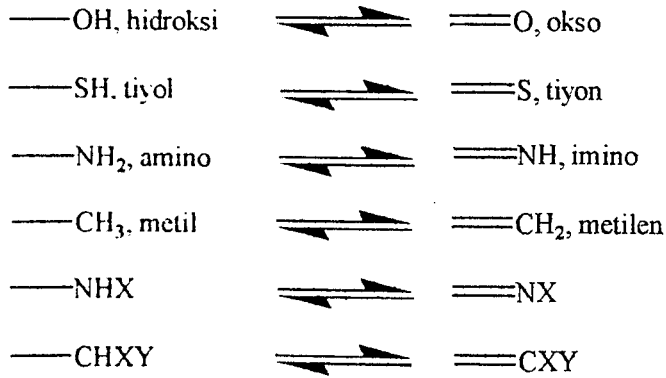 —OH, hidroksi ⇌ =O, okso
—SH, tiyol ⇌ =S, tiyon
—NH₂, amino ⇌ =NH, imino
—CH₃, metil ⇌ =CH₂, metilen
—NHX ⇌ =NX
—CHXY ⇌ =CXY